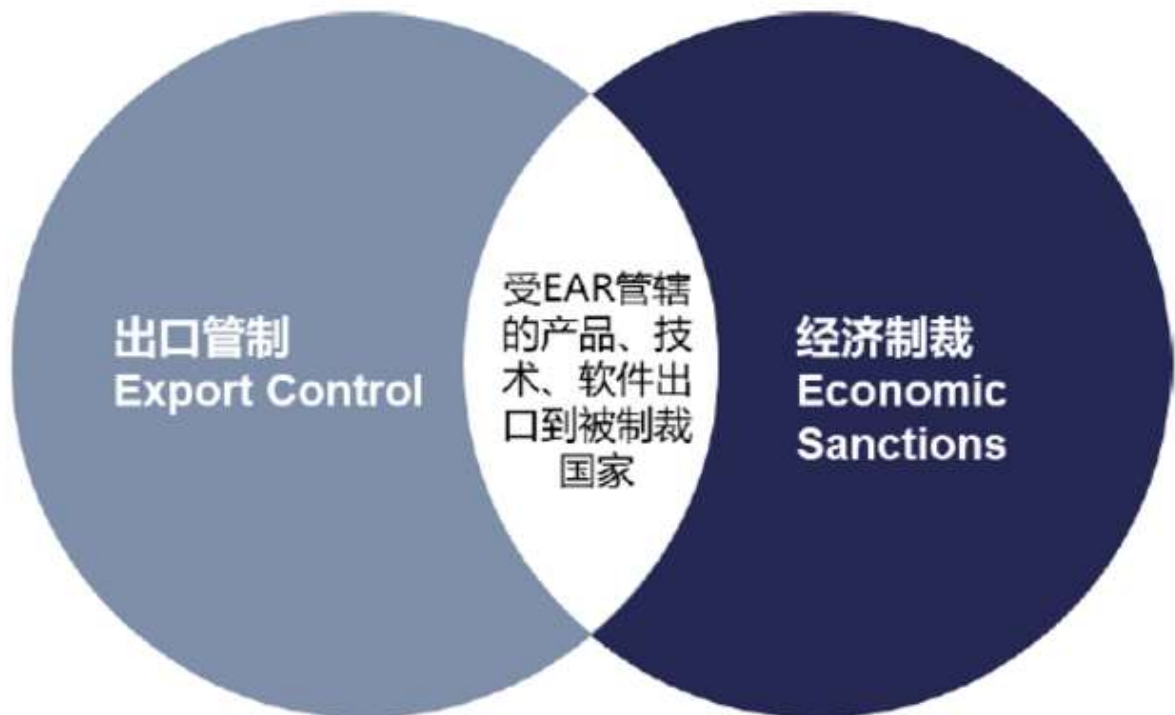 出口管制
Export Control
受EAR管辖
的产品、技
术、软件出
口到被制裁
国家
经济制裁
Economic
Sanctions